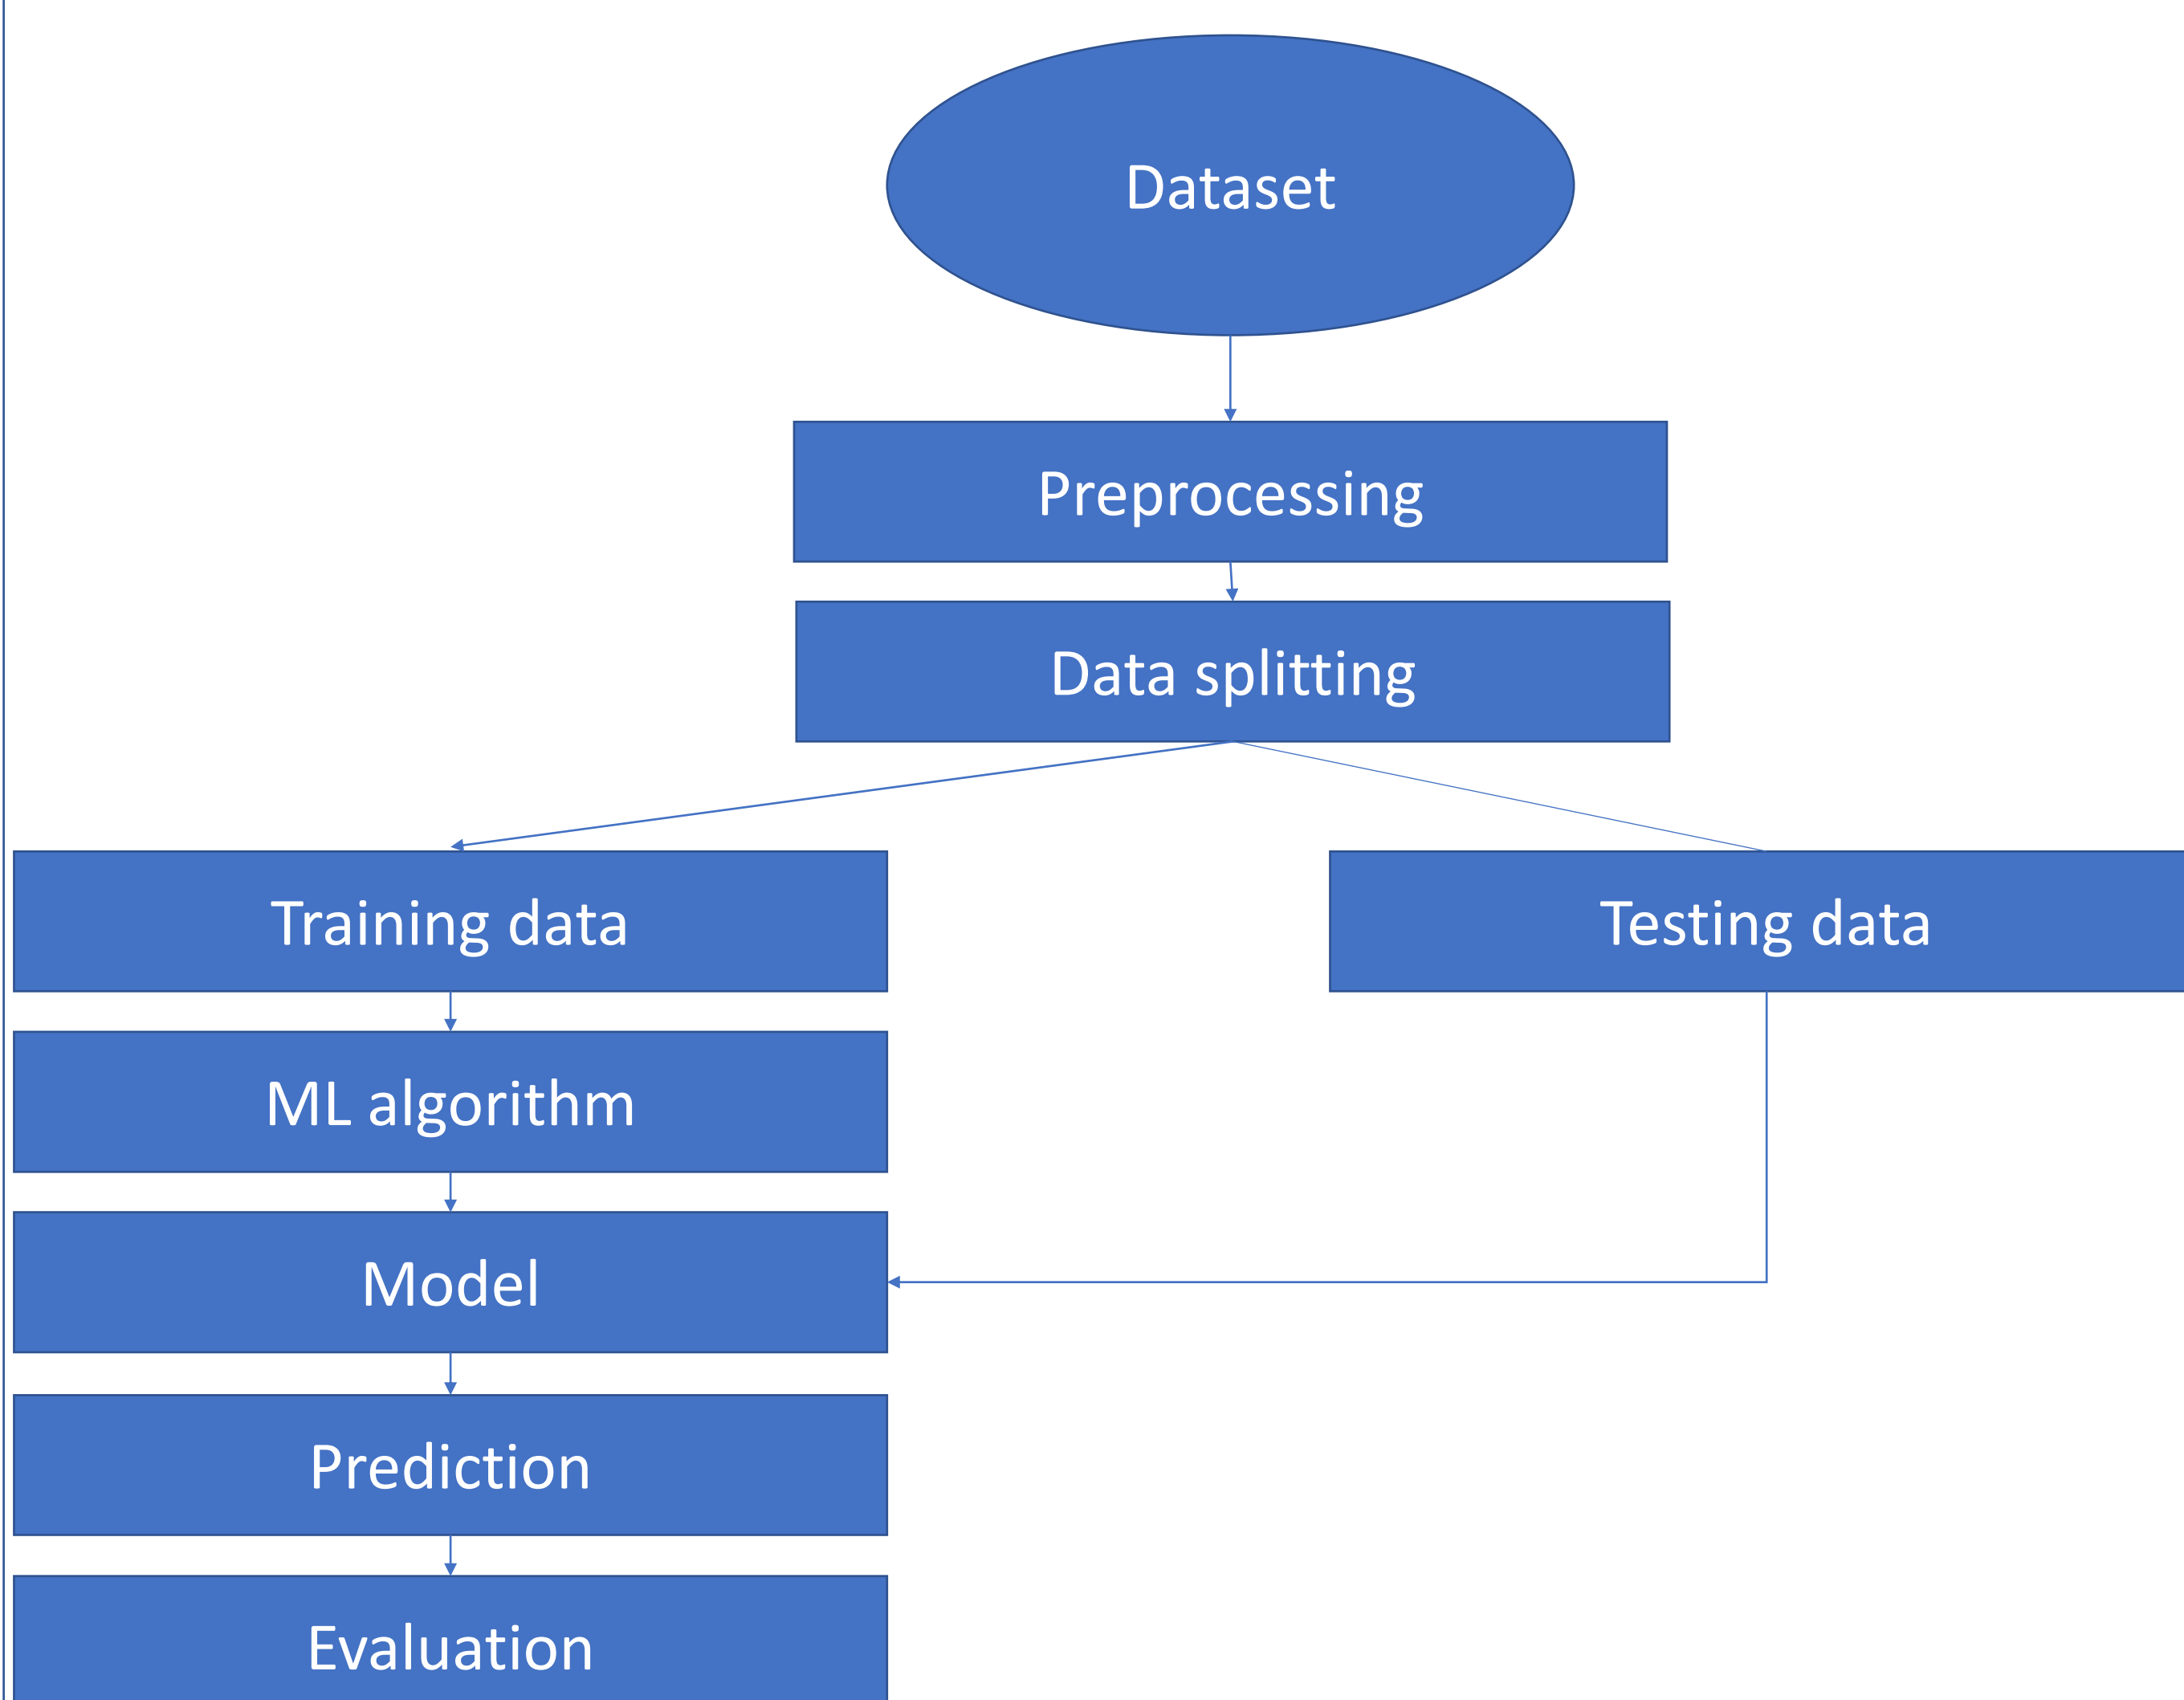 Dataset
Preprocessing
Data splitting
Training data
Testing data
ML algorithm
Model
Prediction
Evaluation